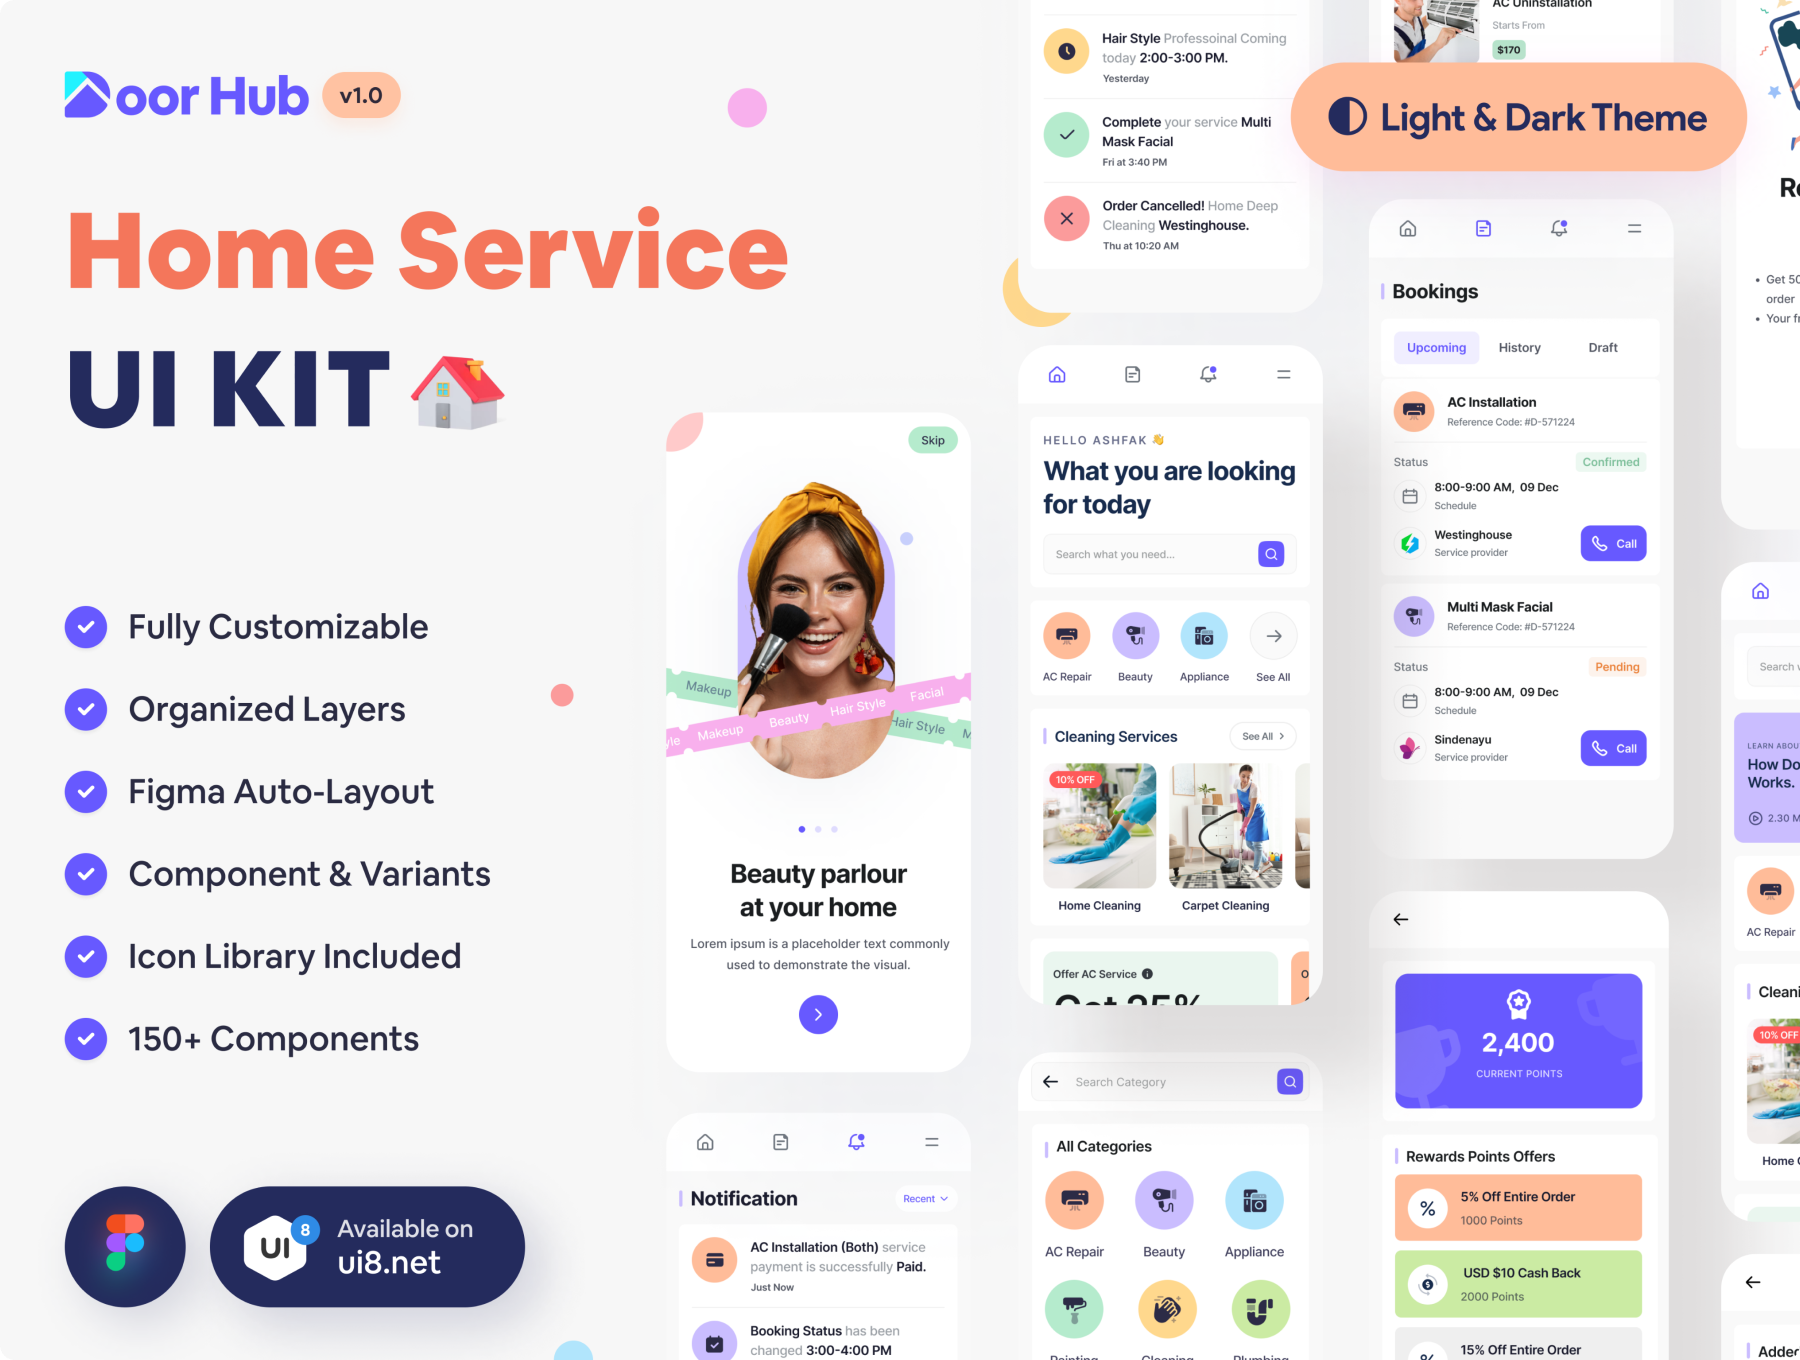 Door Hub v1.0
Home Service
UI KIT
Fully Customizable
Organized Layers
Figma Auto-Layout
Component & Variants
Icon Library Included
150+ Components
UI 8
Available on
ui8.net
Skip
Makeup
Makeup
Beauty
Hair Style
Facial
Hair Style
Beauty parlour
at your home
Lorem ipsum is a placeholder text commonly
used to demonstrate the visual.
Notification
Recent
AC Installation (Both) service
payment is successfully Paid.
Just Now
Booking Status has been
changed 3:00-4:00 PM
Hair Style Professoinal Coming
today 2:00-3:00 PM.
Yesterday
Complete your service Multi
Mask Facial
Fri at 3:40 PM
Order Cancelled! Home Deep
Cleaning Westinghouse.
Thu at 10:20 AM
HELLO ASHFAK 👋
What you are looking
for today
Search what you need...
AC Repair
Beauty
Appliance
See All
Cleaning Services
See All
10% OFF
Home Cleaning
Carpet Cleaning
Offer AC Service
Get 25%
Search Category
All Categories
AC Repair
Beauty
Appliance
Painting
Cleaning
Plumbing
AC Uninstallation
Starts From
$170
Light & Dark Theme
Bookings
Upcoming
History
Draft
AC Installation
Reference Code: #D-571224
Status
Confirmed
8:00-9:00 AM, 09 Dec
Schedule
Westinghouse
Service provider
Call
Multi Mask Facial
Reference Code: #D-571224
Status
Pending
8:00-9:00 AM, 09 Dec
Schedule
Sindenayu
Service provider
Call
2,400
CURRENT POINTS
Rewards Points Offers
5% Off Entire Order
1000 Points
USD $10 Cash Back
2000 Points
15% Off Entire Order
• Get 50
order
• Your
Search
LEARN
How Do
Works.
2.30
AC Repair
10% OFF
Home